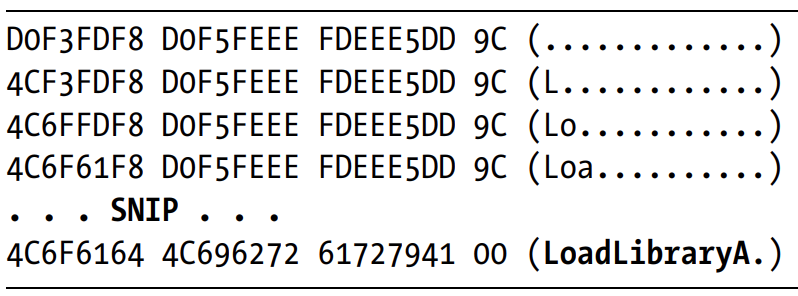 D0F3FDF8 D0F5FEEE FDEEE5DD 9C (.............)
4CF3FDF8 D0F5FEEE FDEEE5DD 9C (L............)
4C6FFDF8 D0F5FEEE FDEEE5DD 9C (Lo...........)
4C6F61F8 D0F5FEEE FDEEE5DD 9C (Loa..........)
. . . SNIP . . .
4C6F6164 4C696272 61727941 00 (LoadLibraryA.)